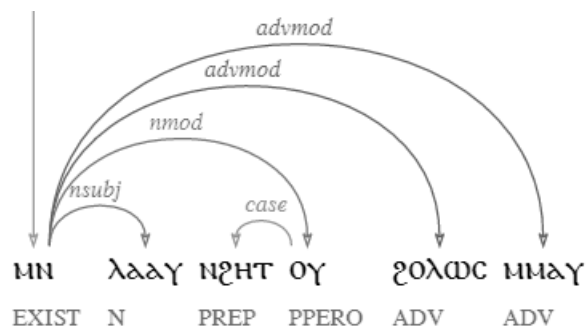 advmod
advmod
nmod
nsubj case
ⲙⲛ ⲗⲁⲁⲩ ⲛϩⲏⲧ ⲟⲩ ϩⲟⲗⲱⲥ ⲙⲙⲁⲩ
EXIST N PREP PPERO ADV ADV